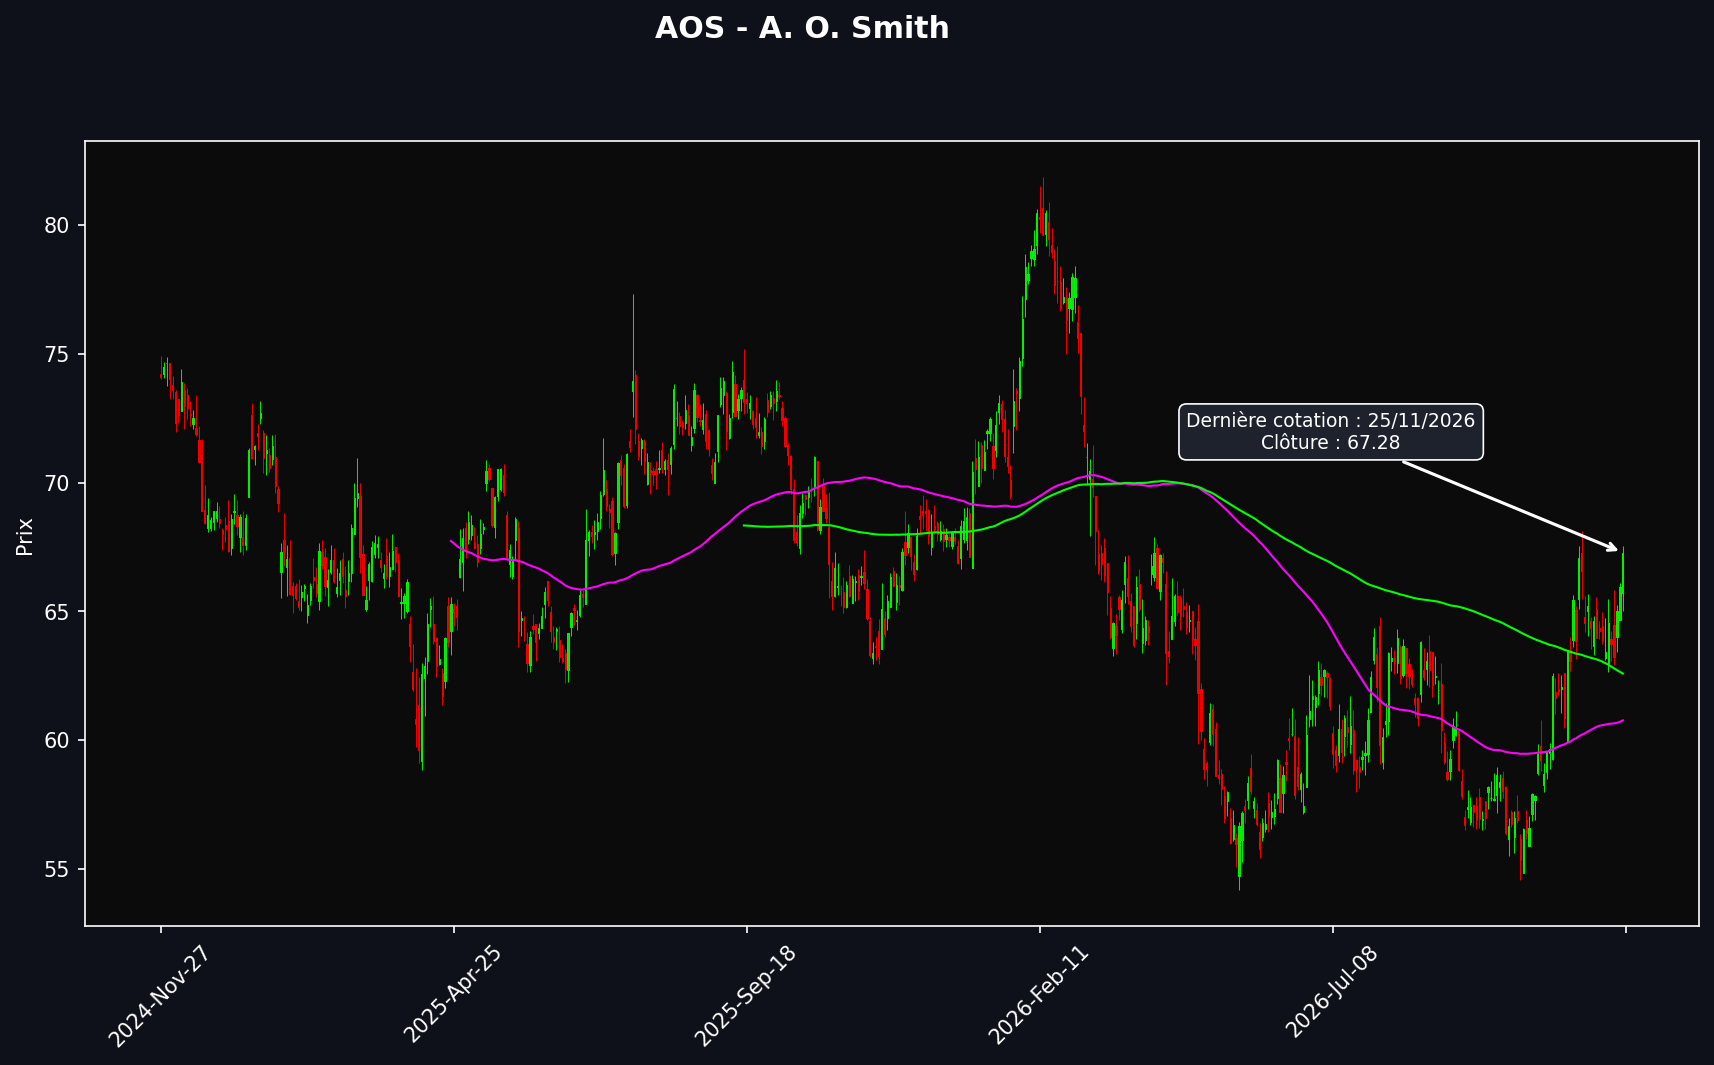 AOS - A. O. Smith
Prix
80
75
70
65
60
55
Dernière cotation : 25/11/2026
Clôture : 67.28
2024-Nov-27
2025-Apr-25
2025-Sep-18
2026-Feb-11
2026-Jul-08